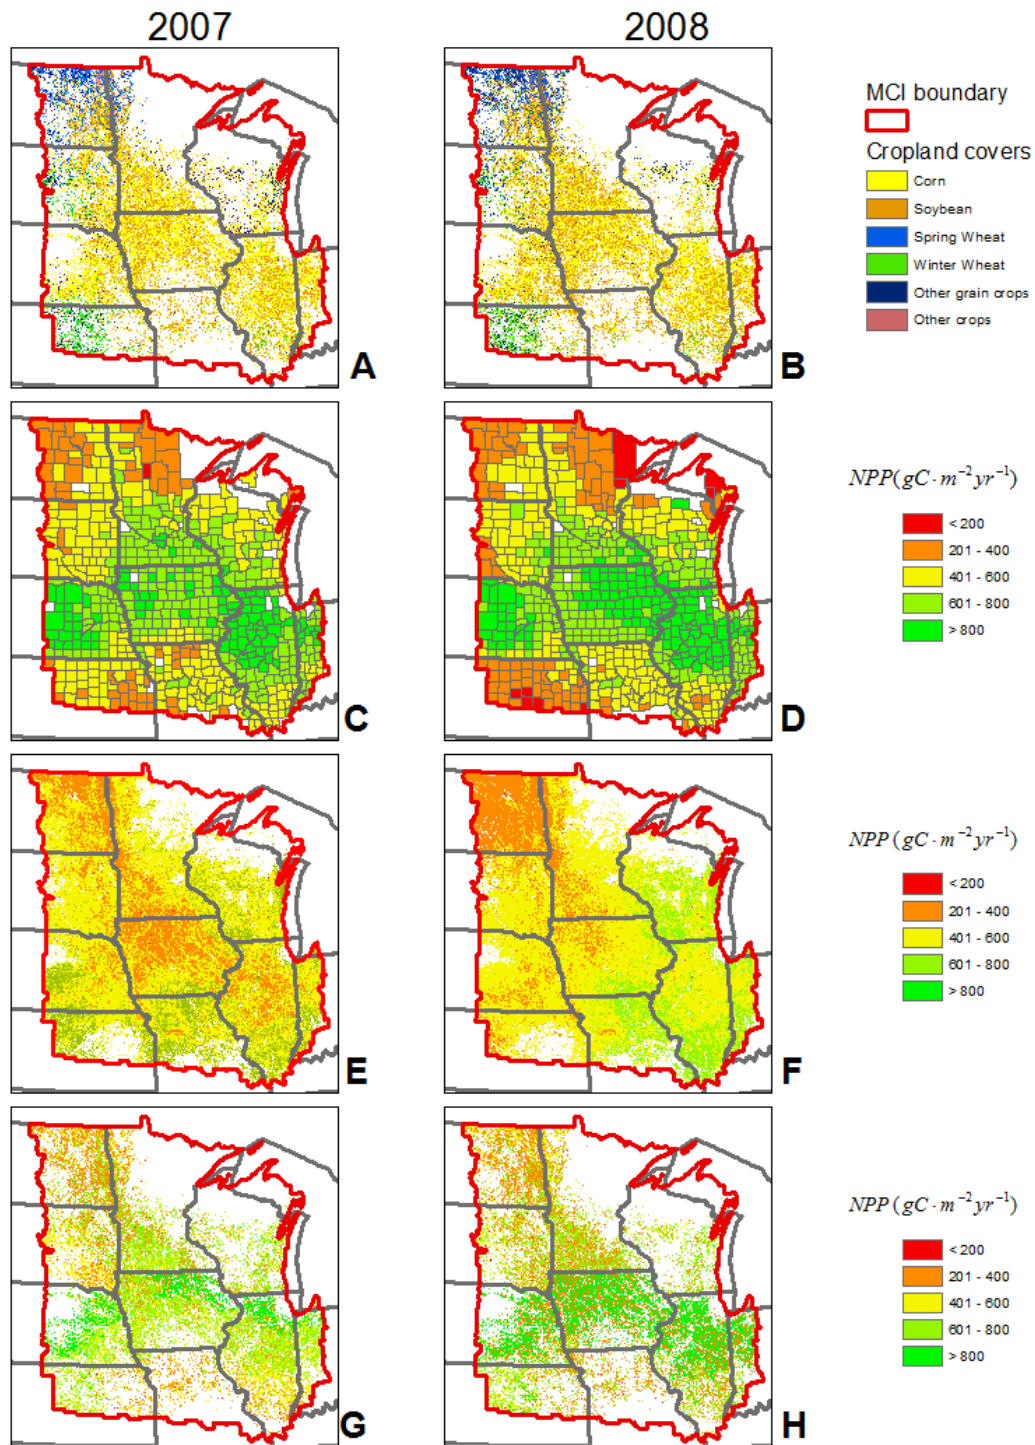 2007
2008
MCI boundary
Cropland covers
Corn
Soybean
Spring Wheat
Winter Wheat
Other grain crops
Other crops
A
B
NPP(gC·m⁻²yr⁻¹)
< 200
201 - 400
401 - 600
601 - 800
> 800
C
D
NPP(gC·m⁻²yr⁻¹)
< 200
201 - 400
401 - 600
601 - 800
> 800
E
F
NPP(gC·m⁻²yr⁻¹)
< 200
201 - 400
401 - 600
601 - 800
> 800
G
H